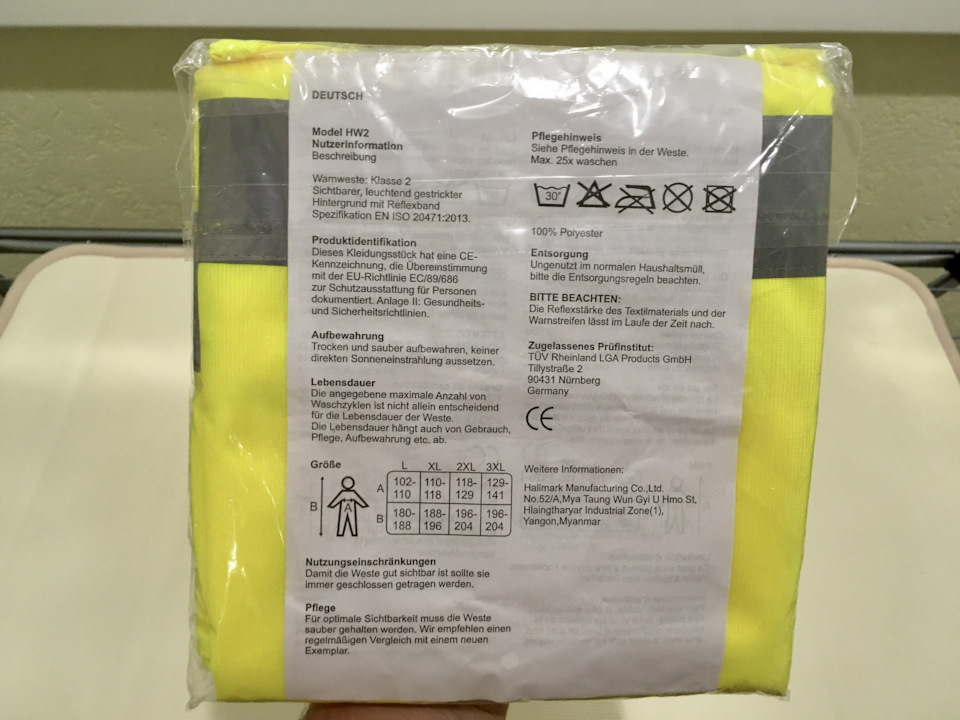 DEUTSCH
Model HW2
Nutzerinformation
Beschreibung
Warnweste: Klasse 2
Sichtbarer, leuchtend gestrickter
Hintergrund mit Reflexband
Spezifikation EN ISO 20471:2013.
Produktidentifikation
Dieses Kleidungsstück hat eine CE-
Kennzeichnung, die Übereinstimmung
mit der EU-Richtlinie EC/89/686
zur Schutzausstattung für Personen
dokumentiert. Anlage II: Gesundheits-
und Sicherheitsrichtlinien.
Aufbewahrung
Trocken und sauber aufbewahren, keiner
direkten Sonneneinstrahlung aussetzen.
Lebensdauer
Die angegebene maximale Anzahl von
Waschzyklen ist nicht allein entscheidend
für die Lebensdauer der Weste.
Die Lebensdauer hängt auch von Gebrauch,
Pflege, Aufbewahrung etc. ab.
Größe
L XL 2XL 3XL
A 102-110 110-118 118-129 129-141
B 180-188 188-196 196-204 196-204
B
A
Nutzungseinschränkungen
Damit die Weste gut sichtbar ist sollte sie
immer geschlossen getragen werden.
Pflege
Für optimale Sichtbarkeit muss die Weste
sauber gehalten werden. Wir empfehlen einen
regelmäßigen Vergleich mit einem neuen
Exemplar.
Pflegehinweis
Siehe Pflegehinweis in der Weste.
Max. 25x waschen
30°
100% Polyester
Entsorgung
Ungenutzt im normalen Haushaltsmüll,
bitte die Entsorgungsregeln beachten.
BITTE BEACHTEN:
Die Reflexstärke des Textilmaterials und der
Warnstreifen lässt im Laufe der Zeit nach.
Zugelassenes Prüfinstitut:
TÜV Rheinland LGA Products GmbH
Tillystraße 2
90431 Nürnberg
Germany
CE
Weitere Informationen:
Hallmark Manufacturing Co.,Ltd.
No.52/A,Mya Taung Wun Gyi U Hmo St,
Hlaingtharyar Industrial Zone(1),
Yangon,Myanmar